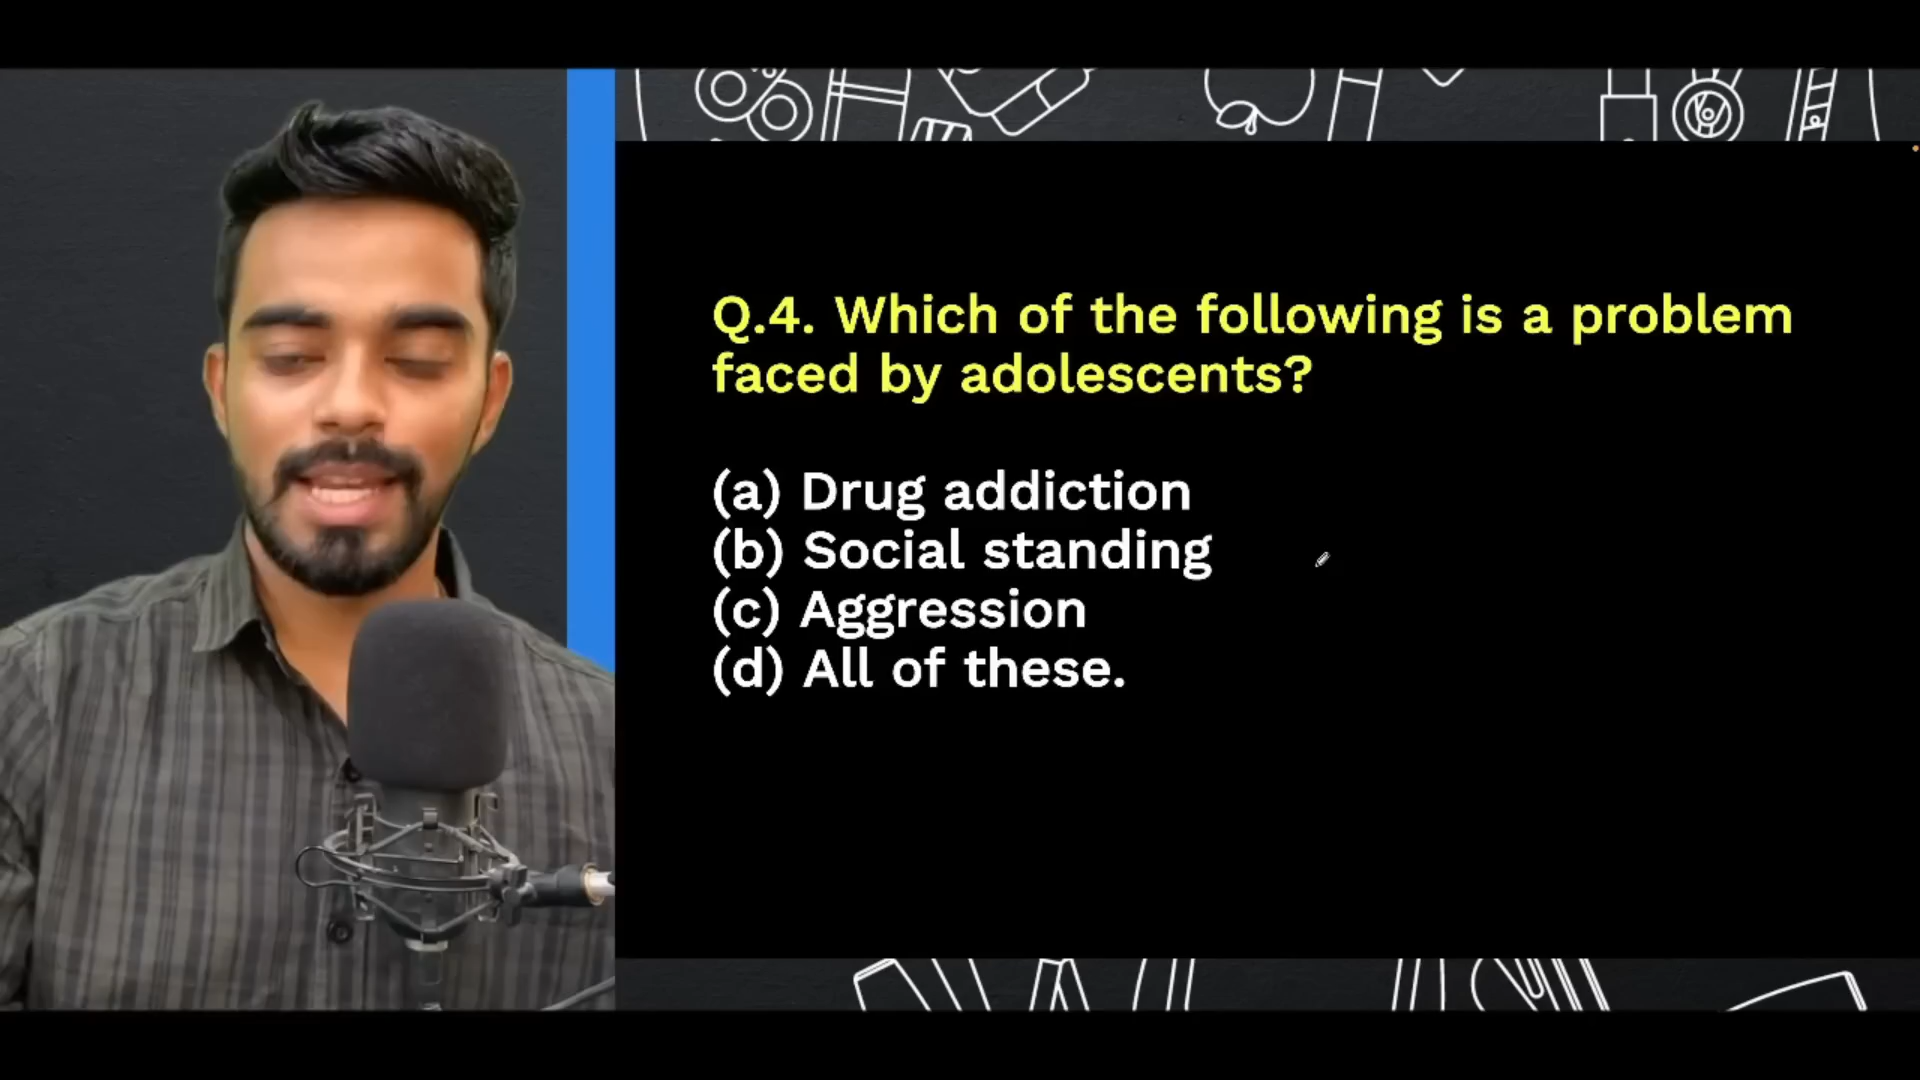 Q.4. Which of the following is a problem
faced by adolescents?
(a) Drug addiction
(b) Social standing
(c) Aggression
(d) All of these.